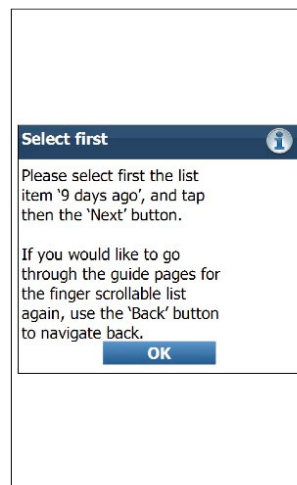 Select first
Please select first the list
item ‘9 days ago’, and tap
then the ‘Next’ button.
If you would like to go
through the guide pages for
the finger scrollable list
again, use the ‘Back’ button
to navigate back.
OK